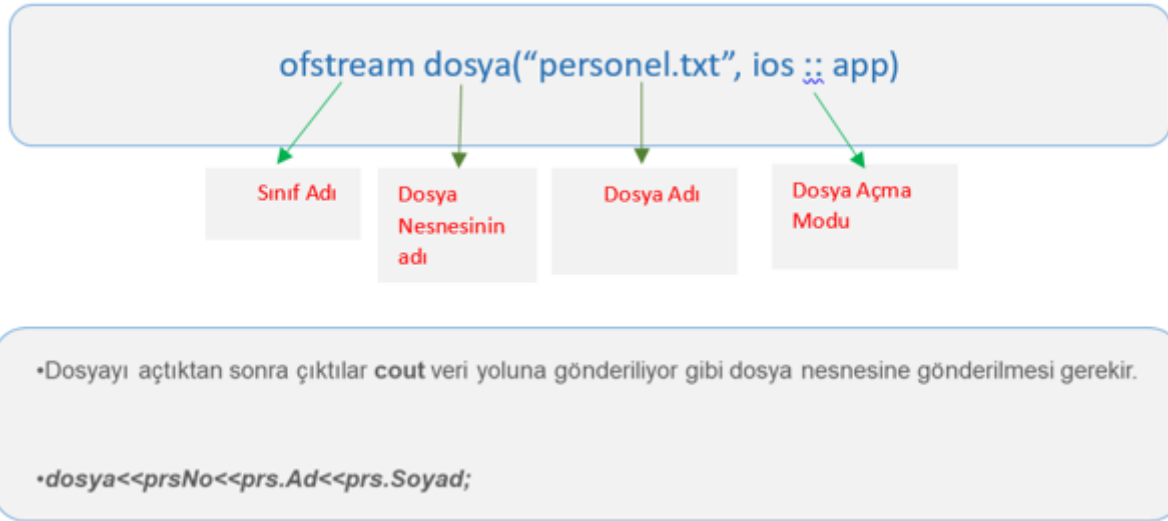 ofstream dosya(“personel.txt”, ios :: app)
Sınıf Adı
Dosya
Nesnesinin
adı
Dosya Adı
Dosya Açma
Modu
•Dosyayı açtıktan sonra çıktılar cout veri yoluna gönderiliyor gibi dosya nesnesine gönderilmesi gerekir.
•dosya<<prsNo<<prs.Ad<<prs.Soyad;